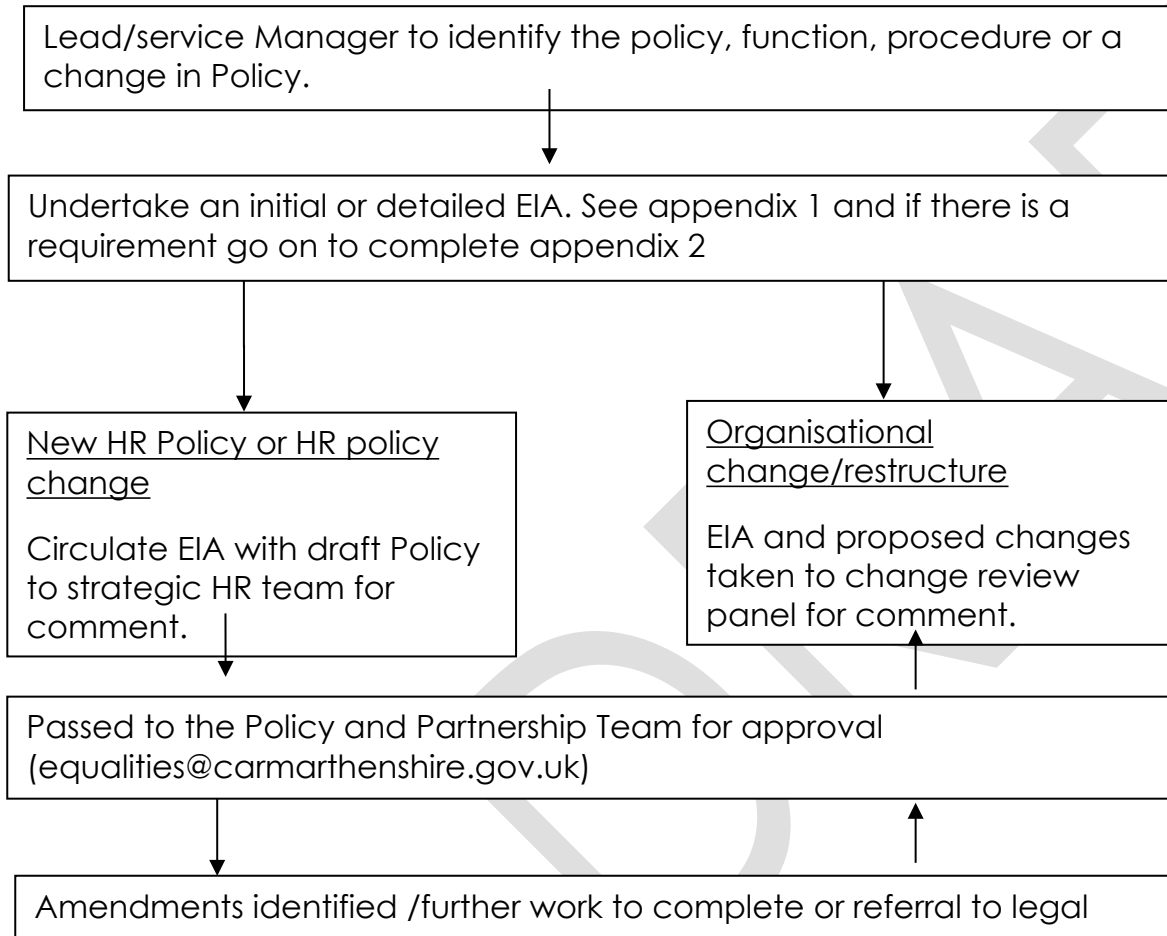 Lead/service Manager to identify the policy, function, procedure or a
change in Policy.
Undertake an initial or detailed EIA. See appendix 1 and if there is a
requirement go on to complete appendix 2
New HR Policy or HR policy
change
Circulate EIA with draft Policy
to strategic HR team for
comment.
Organisational
change/restructure
EIA and proposed changes
taken to change review
panel for comment.
Passed to the Policy and Partnership Team for approval
(equalities@carmarthenshire.gov.uk)
Amendments identified /further work to complete or referral to legal